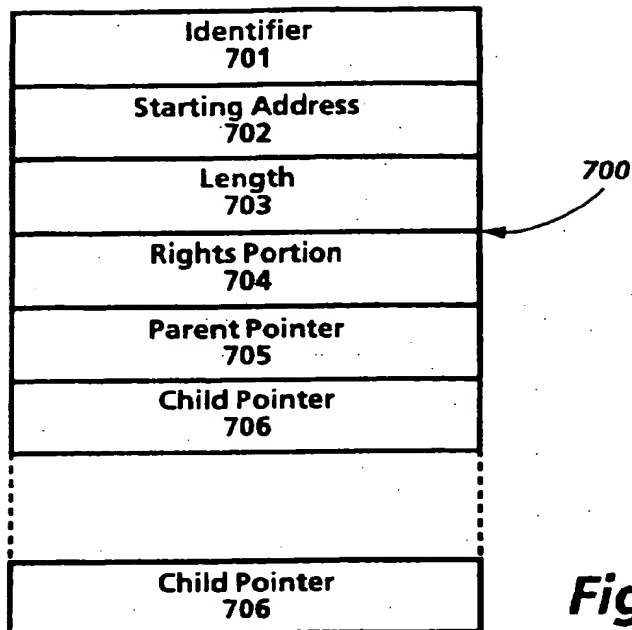 Identifier
701
Starting Address
702
Length
703
700
Rights Portion
704
Parent Pointer
705
Child Pointer
706
Child Pointer
706
Fig